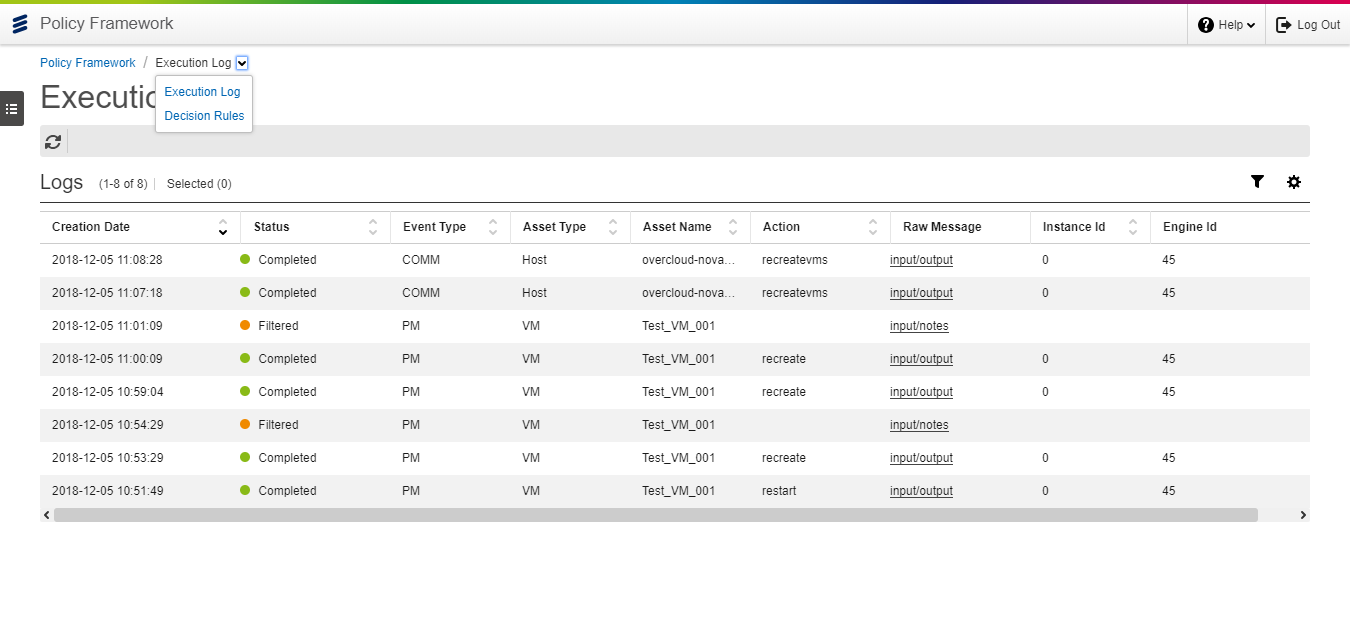 Policy Framework Help Log Out
Policy Framework / Execution Log
Execution Log
Decision Rules
Logs (1-8 of 8) Selected (0)
Creation Date Status Event Type Asset Type Asset Name Action Raw Message Instance Id Engine Id
2018-12-05 11:08:28 Completed COMM Host overcloud-nova... recreatevms input/output 0 45
2018-12-05 11:07:18 Completed COMM Host overcloud-nova... recreatevms input/output 0 45
2018-12-05 11:01:09 Filtered PM VM Test_VM_001 input/notes
2018-12-05 11:00:09 Completed PM VM Test_VM_001 recreate input/output 0 45
2018-12-05 10:59:04 Completed PM VM Test_VM_001 recreate input/output 0 45
2018-12-05 10:54:29 Filtered PM VM Test_VM_001 input/notes
2018-12-05 10:53:29 Completed PM VM Test_VM_001 recreate input/output 0 45
2018-12-05 10:51:49 Completed PM VM Test_VM_001 restart input/output 0 45